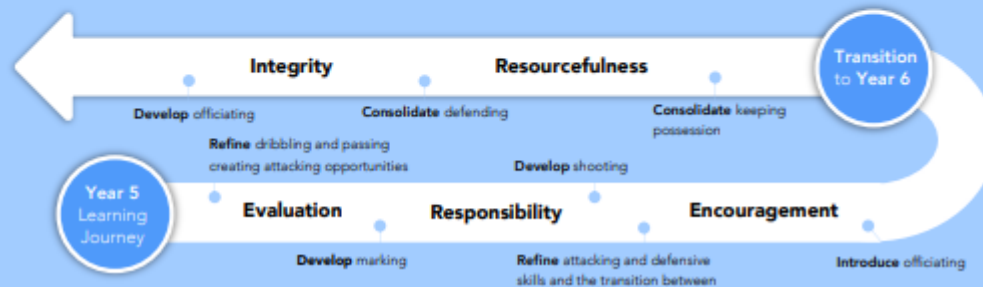 Integrity
Resourcefulness
Transition
to Year 6
Develop officiating
Consolidate defending
Consolidate keeping
possession
Refine dribbling and passing
creating attacking opportunities
Develop shooting
Year 5
Learning
Journey
Evaluation
Responsibility
Encouragement
Develop marking
Refine attacking and defensive
skills and the transition between
Introduce officiating